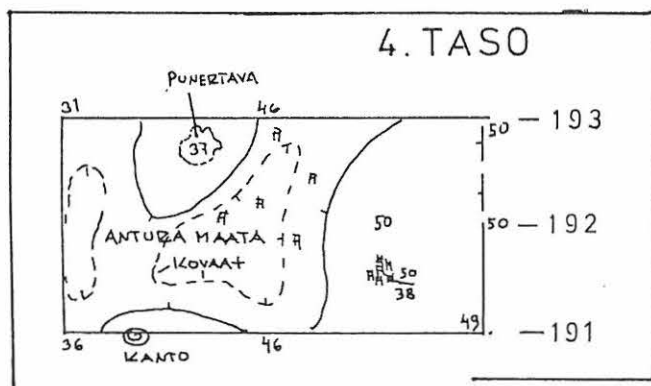 4. TASO
PUNERTAVA
31
46
37
50
193
50
192
50
ANTURA MAATA
KOVAA+
50
38
36
46
49
191
KANTO